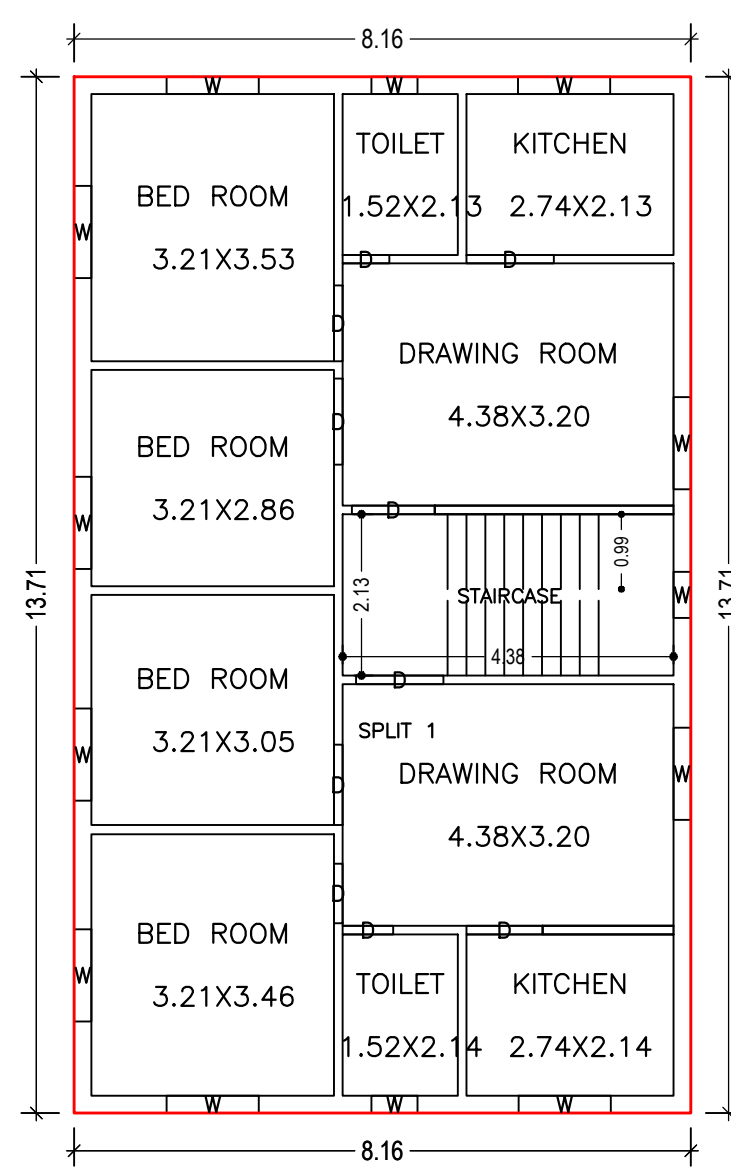 8.16
W W W
TOILET KITCHEN
1.52X2.13 2.74X2.13
BED ROOM
3.21X3.53
W
D D
D
DRAWING ROOM
4.38X3.20
D
W
BED ROOM
3.21X2.86
D
W
0.99
2.13
STAIRCASE
W
13.71
13.71
4.38
D
BED ROOM
3.21X3.05
SPLIT 1
DRAWING ROOM
4.38X3.20
W
W
D
D
D D
BED ROOM
3.21X3.46
W
TOILET KITCHEN
1.52X2.14 2.74X2.14
W W W
8.16